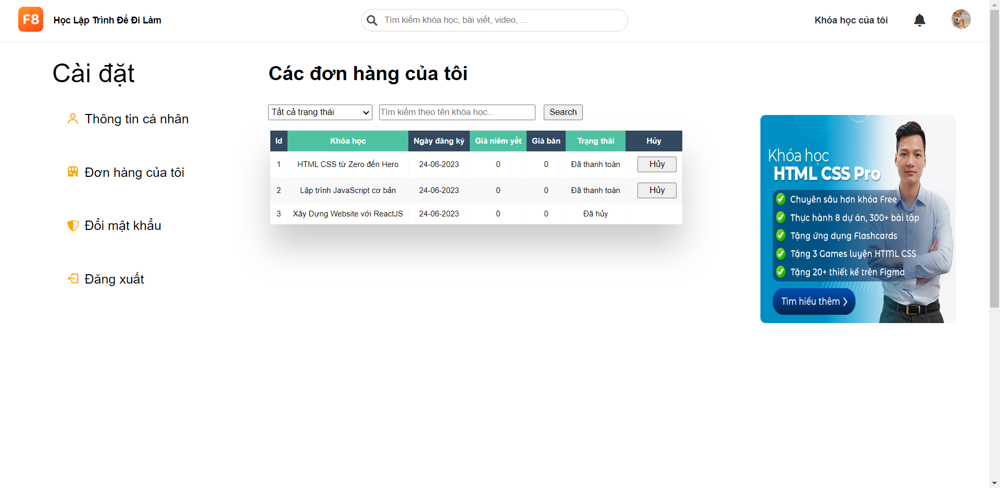 F8 Học Lập Trình Để Đi Làm Tìm kiếm khóa học, bài viết, video, ... Khóa học của tôi
Cài đặt
Thông tin cá nhân
Đơn hàng của tôi
Đổi mật khẩu
Đăng xuất
Các đơn hàng của tôi
Tất cả trạng thái Tìm kiếm theo tên khóa học... Search
Id Khóa học Ngày đăng ký Giá niêm yết Giá bán Trạng thái Hủy
1 HTML CSS từ Zero đến Hero 24-06-2023 0 0 Đã thanh toán Hủy
2 Lập trình JavaScript cơ bản 24-06-2023 0 0 Đã thanh toán Hủy
3 Xây Dựng Website với ReactJS 24-06-2023 0 0 Đã hủy
Khóa học
HTML CSS Pro
Chuyên sâu hơn khóa Free
Thực hành 8 dự án, 300+ bài tập
Tặng ứng dụng Flashcards
Tặng 3 Games luyện HTML CSS
Tặng 20+ thiết kế trên Figma
Tìm hiểu thêm